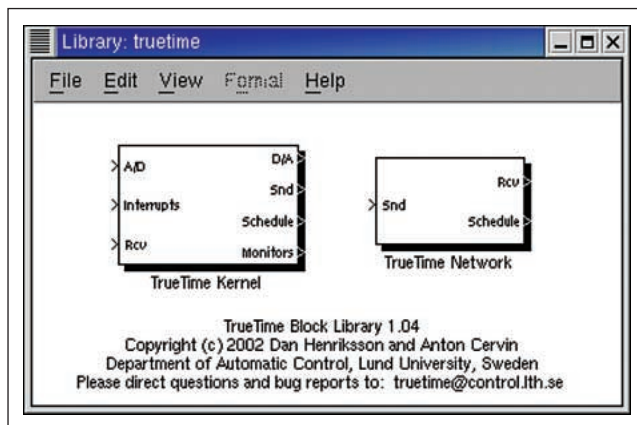 Library: truetime
File Edit View Format Help
A/D
Interrupts
Rcv
D/A
Snd
Schedule
Monitors
TrueTime Kernel
Snd
Rcv
Schedule
TrueTime Network
TrueTime Block Library 1.04
Copyright (c) 2002 Dan Henriksson and Anton Cervin
Department of Automatic Control, Lund University, Sweden
Please direct questions and bug reports to: truetime@control.lth.se